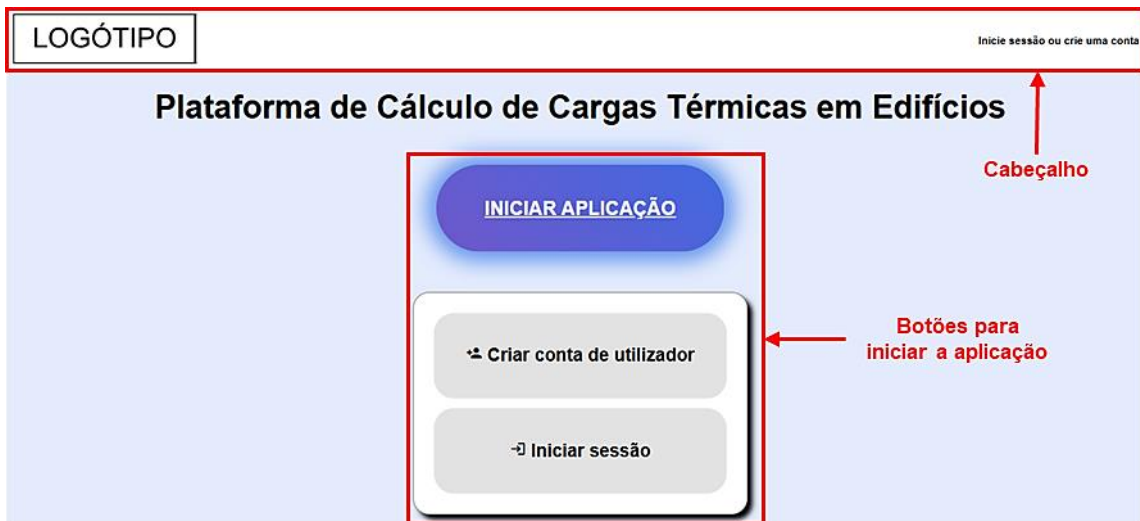 LOGÓTIPO
Inicie sessão ou crie uma conta
Plataforma de Cálculo de Cargas Térmicas em Edifícios
Cabeçalho
INICIAR APLICAÇÃO
Botões para
iniciar a aplicação
Criar conta de utilizador
Iniciar sessão